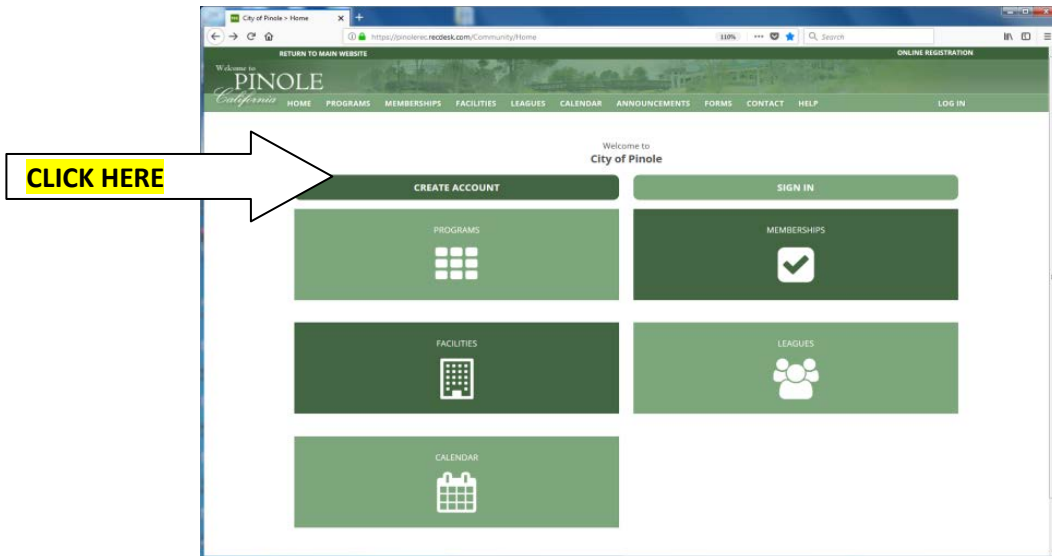 City of Pinole > Home
https://pinolerec.recdesk.com/Community/Home
110%
Search
RETURN TO MAIN WEBSITE
ONLINE REGISTRATION
Welcome to
PINOLE
California
HOME PROGRAMS MEMBERSHIPS FACILITIES LEAGUES CALENDAR ANNOUNCEMENTS FORMS CONTACT HELP LOG IN
Welcome to
City of Pinole
CLICK HERE
CREATE ACCOUNT
SIGN IN
PROGRAMS
MEMBERSHIPS
FACILITIES
LEAGUES
CALENDAR